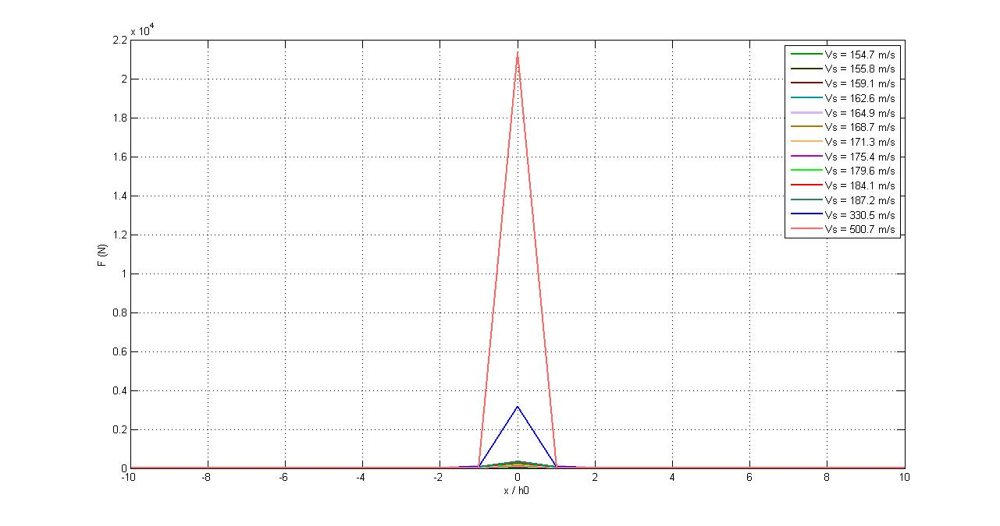 x 10^4
2.2
2
1.8
1.6
1.4
1.2
1
0.8
0.6
0.4
0.2
0
F (N)
-10 -8 -6 -4 -2 0 2 4 6 8 10
x / h0
Vs = 154.7 m/s
Vs = 155.8 m/s
Vs = 159.1 m/s
Vs = 162.6 m/s
Vs = 164.9 m/s
Vs = 168.7 m/s
Vs = 171.3 m/s
Vs = 175.4 m/s
Vs = 179.6 m/s
Vs = 184.1 m/s
Vs = 187.2 m/s
Vs = 330.5 m/s
Vs = 500.7 m/s